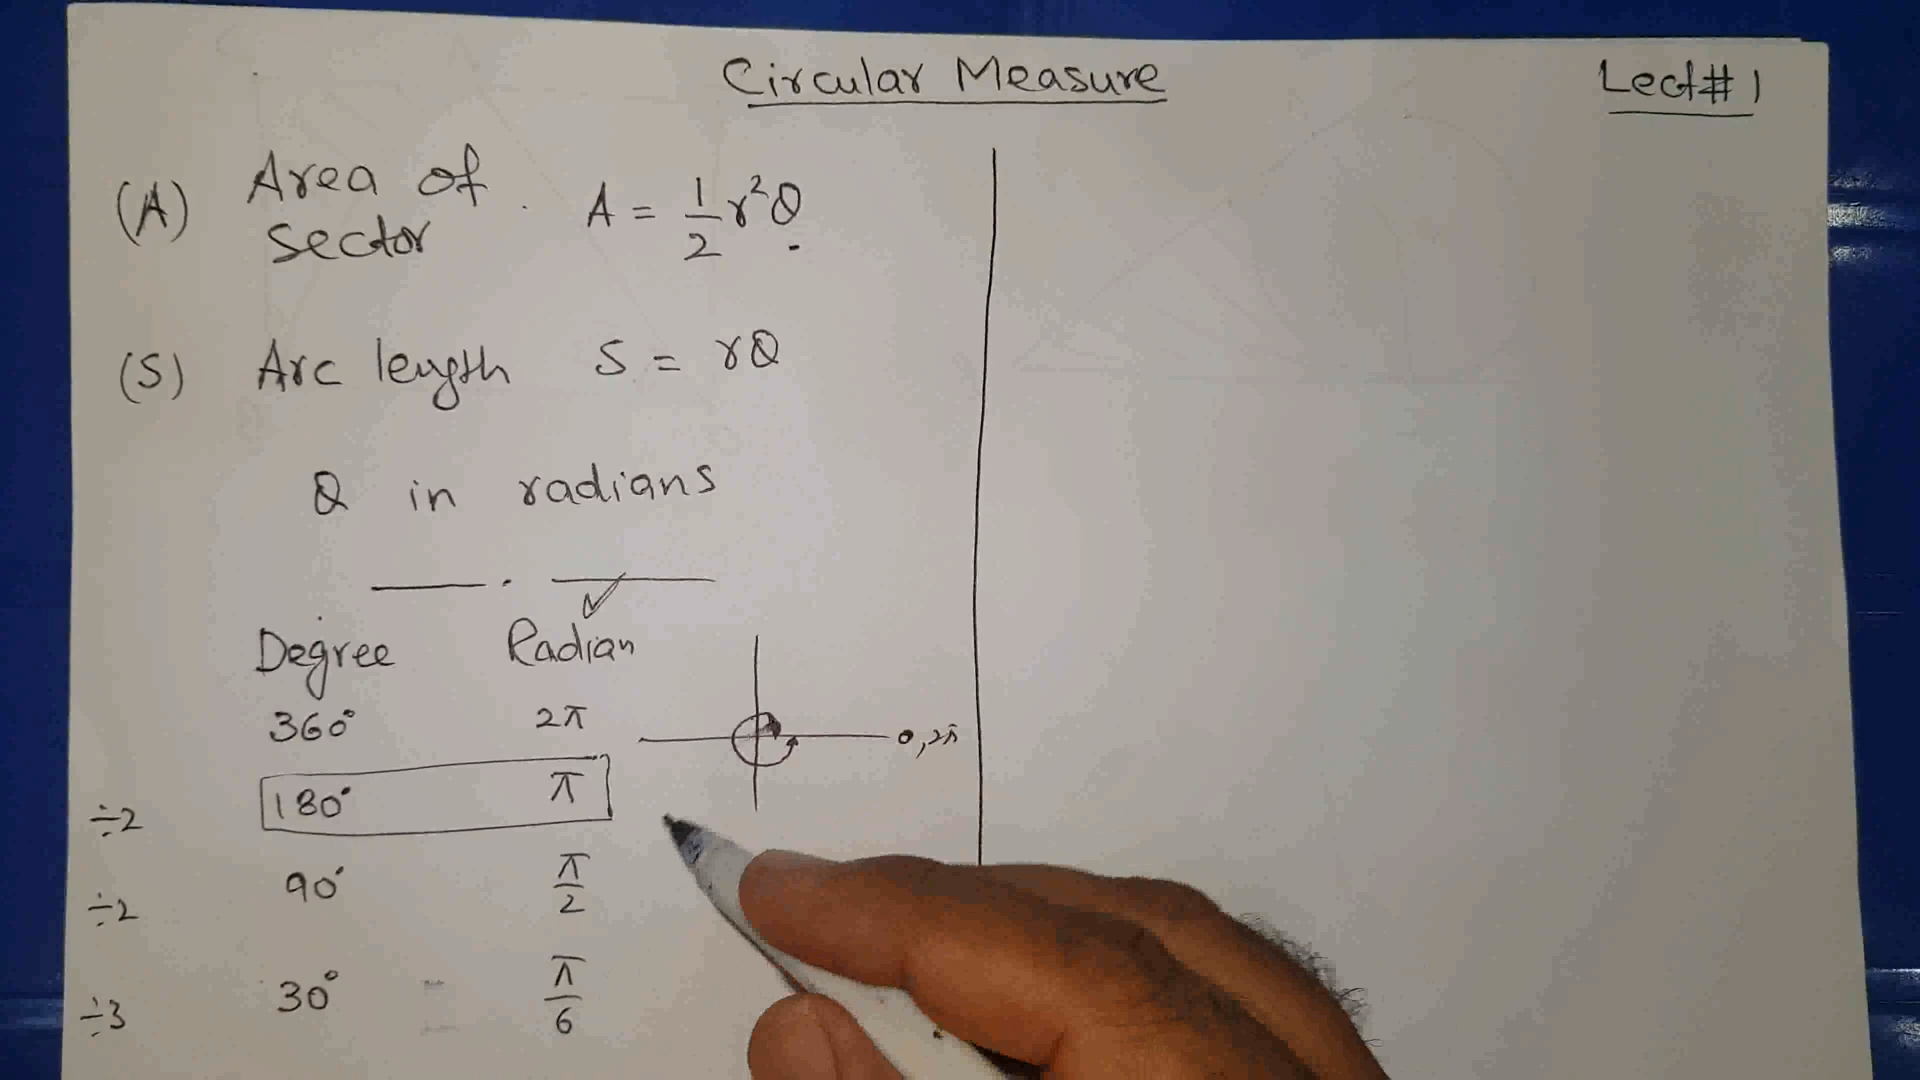 Circular Measure
Lect# 1
(A) Area of sector A = 1/2 r²θ
(S) Arc length S = rθ
θ in radians
Degree Radian
360° 2π
0, 2π
÷2 180° π
÷2 90° π/2
÷3 30° π/6